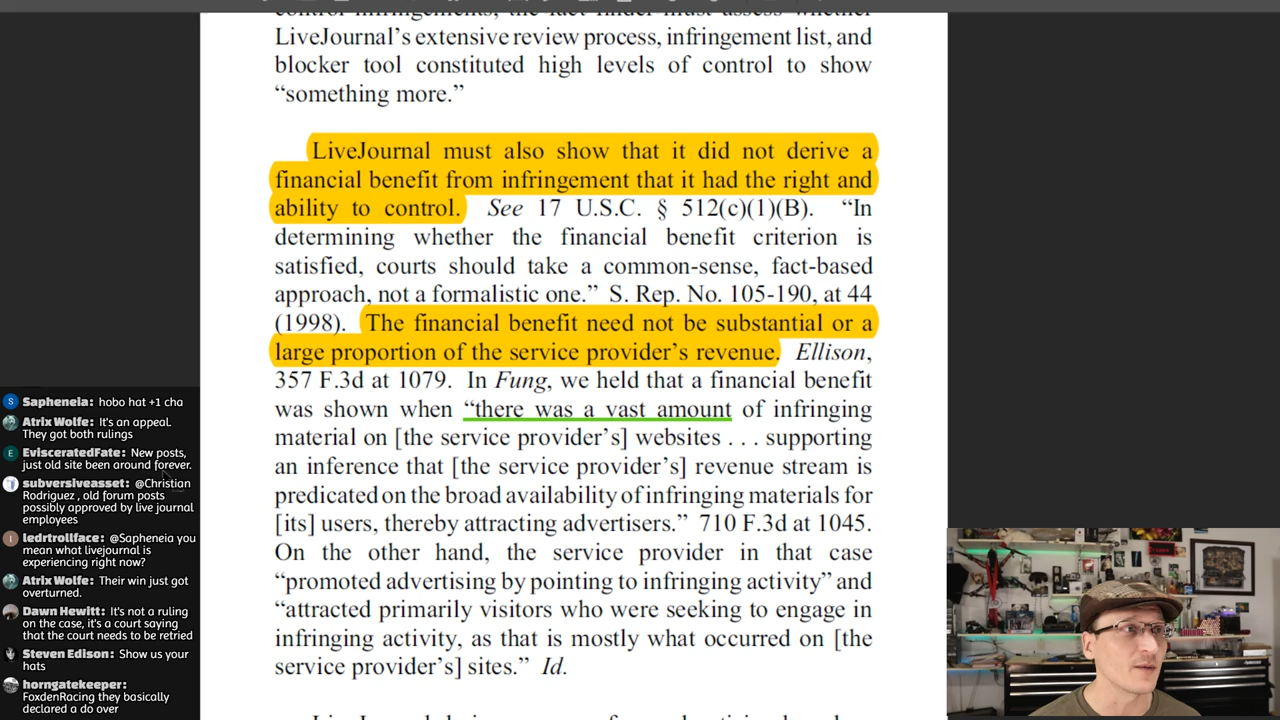 control infringements, the fact finder must assess whether
LiveJournal’s extensive review process, infringement list, and
blocker tool constituted high levels of control to show
“something more.”
LiveJournal must also show that it did not derive a
financial benefit from infringement that it had the right and
ability to control. See 17 U.S.C. § 512(c)(1)(B). “In
determining whether the financial benefit criterion is
satisfied, courts should take a common-sense, fact-based
approach, not a formalistic one.” S. Rep. No. 105-190, at 44
(1998). The financial benefit need not be substantial or a
large proportion of the service provider’s revenue. Ellison,
357 F.3d at 1079. In Fung, we held that a financial benefit
was shown when “there was a vast amount of infringing
material on [the service provider’s] websites . . . supporting
an inference that [the service provider’s] revenue stream is
predicated on the broad availability of infringing materials for
[its] users, thereby attracting advertisers.” 710 F.3d at 1045.
On the other hand, the service provider in that case
“promoted advertising by pointing to infringing activity” and
“attracted primarily visitors who were seeking to engage in
infringing activity, as that is mostly what occurred on [the
service provider’s] sites.” Id.
S Sapheneia: hobo hat +1 cha
Atrix Wolfe: It's an appeal.
They got both rulings
E EvisceratedFate: New posts,
just old site been around forever.
subversiveasset: @Christian
Rodriguez , old forum posts
possibly approved by live journal
employees
l ledrtrollface: @Sapheneia you
mean what livejournal is
experiencing right now?
Atrix Wolfe: Their win just got
overturned.
Dawn Hewitt: It's not a ruling
on the case, it's a court saying
that the court needs to be retried
Steven Edison: Show us your
hats
horngatekeeper:
FoxdenRacing they basically
declared a do over